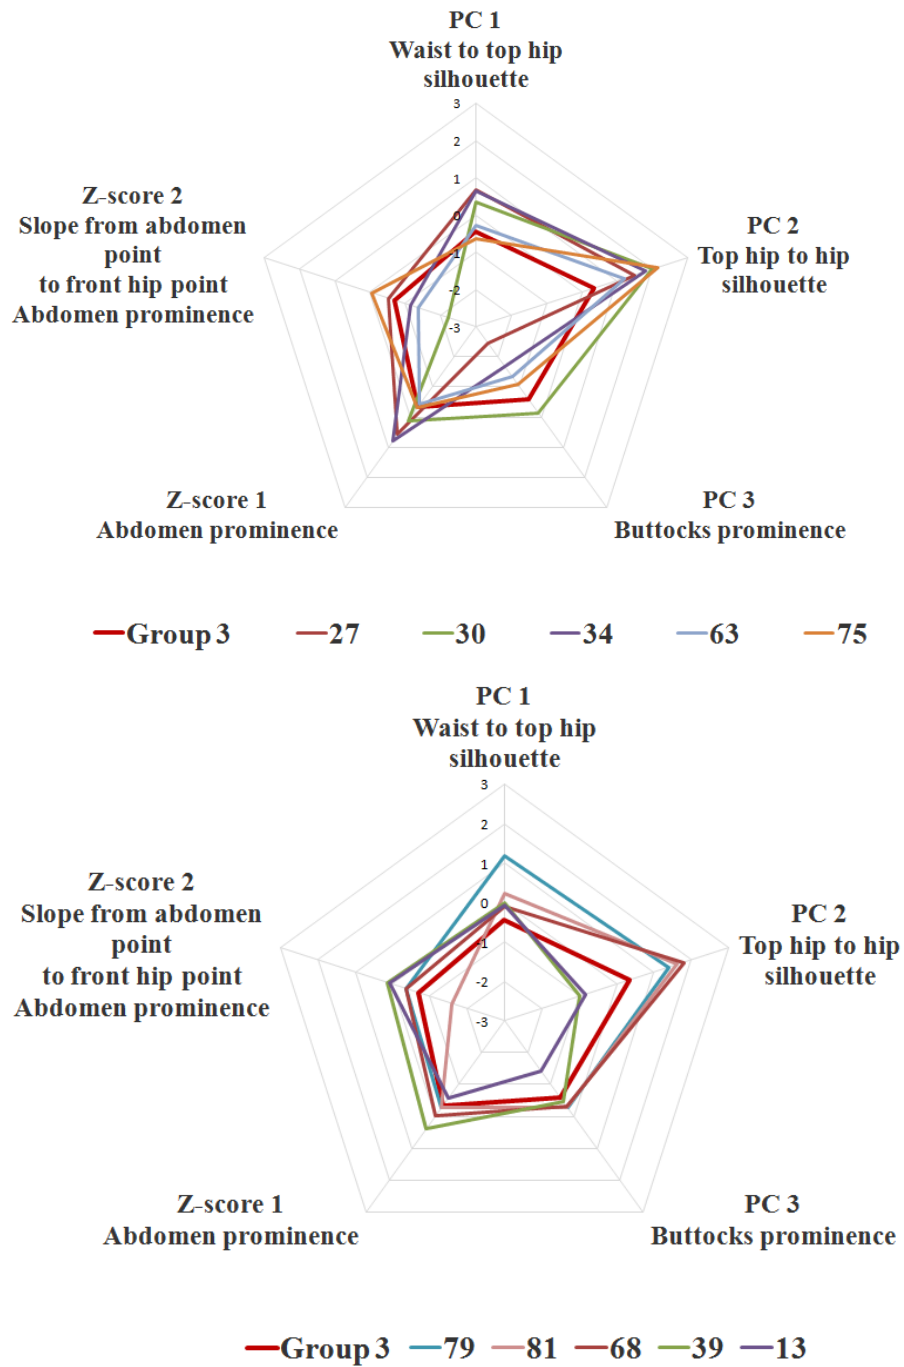 PC 1
Waist to top hip
silhouette
3
2
1
0
-1
-2
-3
Z-score 2
Slope from abdomen
point
to front hip point
Abdomen prominence
PC 2
Top hip to hip
silhouette
Z-score 1
Abdomen prominence
PC 3
Buttocks prominence
Group 3 27 30 34 63 75
PC 1
Waist to top hip
silhouette
3
2
1
0
-1
-2
-3
Z-score 2
Slope from abdomen
point
to front hip point
Abdomen prominence
PC 2
Top hip to hip
silhouette
Z-score 1
Abdomen prominence
PC 3
Buttocks prominence
Group 3 79 81 68 39 13